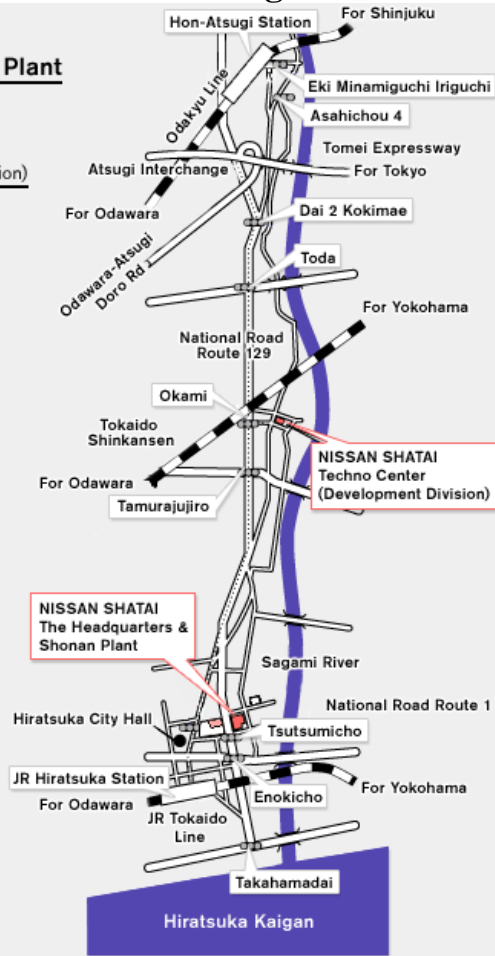 Hon-Atsugi Station
For Shinjuku
Plant
Odakyu Line
Eki Minamiguchi Iriguchi
Asahichou 4
Tomei Expressway
Atsugi Interchange
For Tokyo
ion)
For Odawara
Dai 2 Kokimae
Odawara-Atsugi
Doro Rd
Toda
For Yokohama
National Road
Route 129
Okami
Tokaido
Shinkansen
NISSAN SHATAI
Techno Center
(Development Division)
For Odawara
Tamurajujiro
NISSAN SHATAI
The Headquarters &
Shonan Plant
Sagami River
National Road Route 1
Hiratsuka City Hall
Tsutsumicho
JR Hiratsuka Station
For Yokohama
For Odawara
Enokicho
JR Tokaido
Line
Takahamadai
Hiratsuka Kaigan